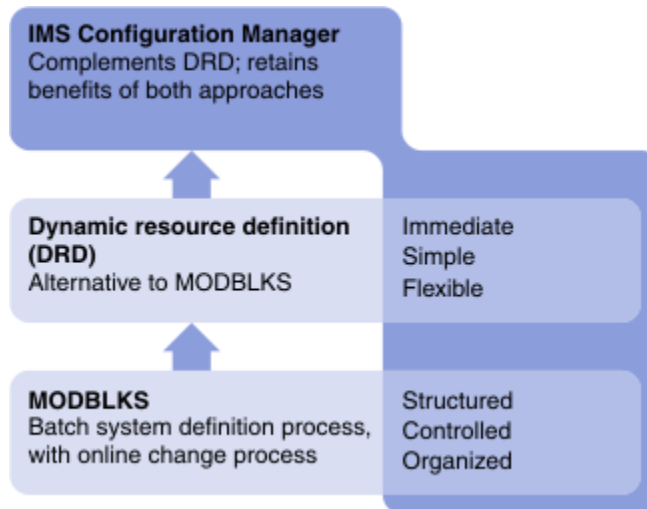 IMS Configuration Manager
Complements DRD; retains
benefits of both approaches
Dynamic resource definition
(DRD)
Alternative to MODBLKS
Immediate
Simple
Flexible
MODBLKS
Batch system definition process,
with online change process
Structured
Controlled
Organized